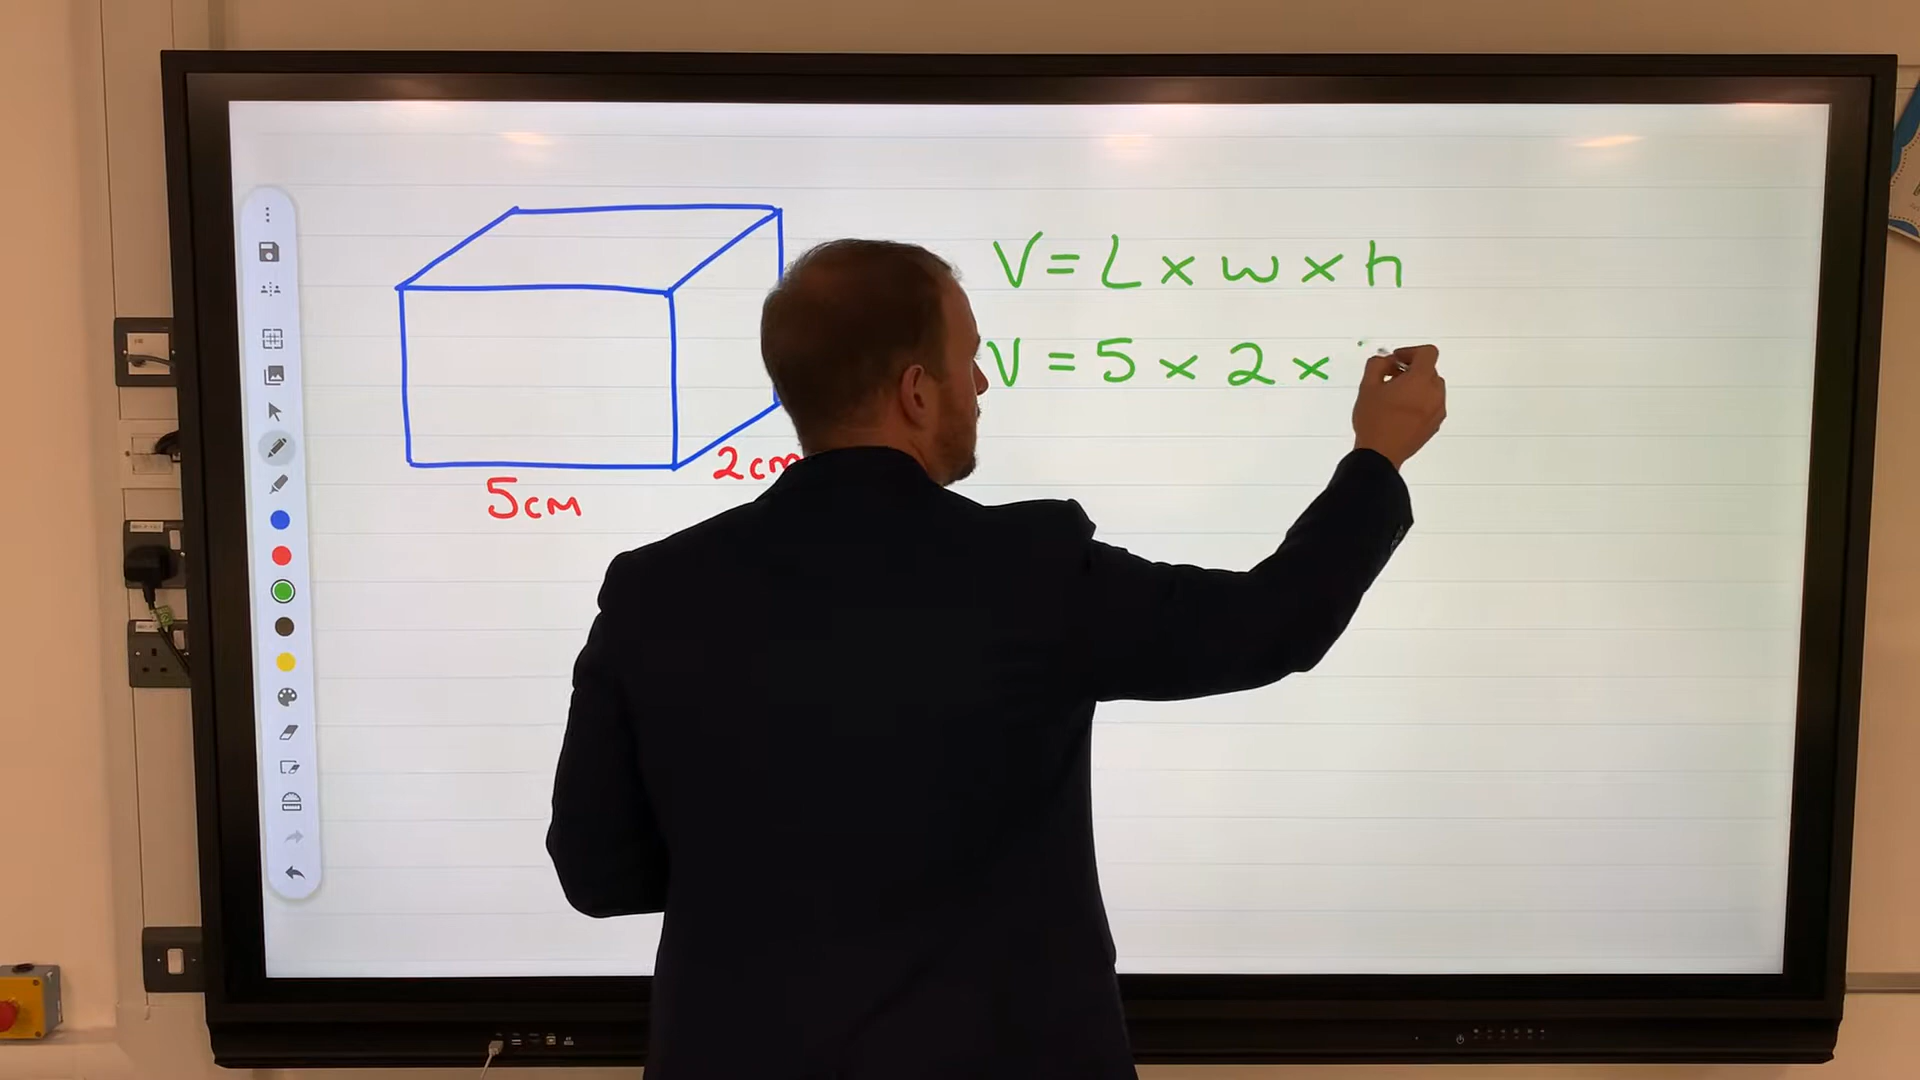 V = L × w × h
V = 5 × 2 ×
2cm
5cm